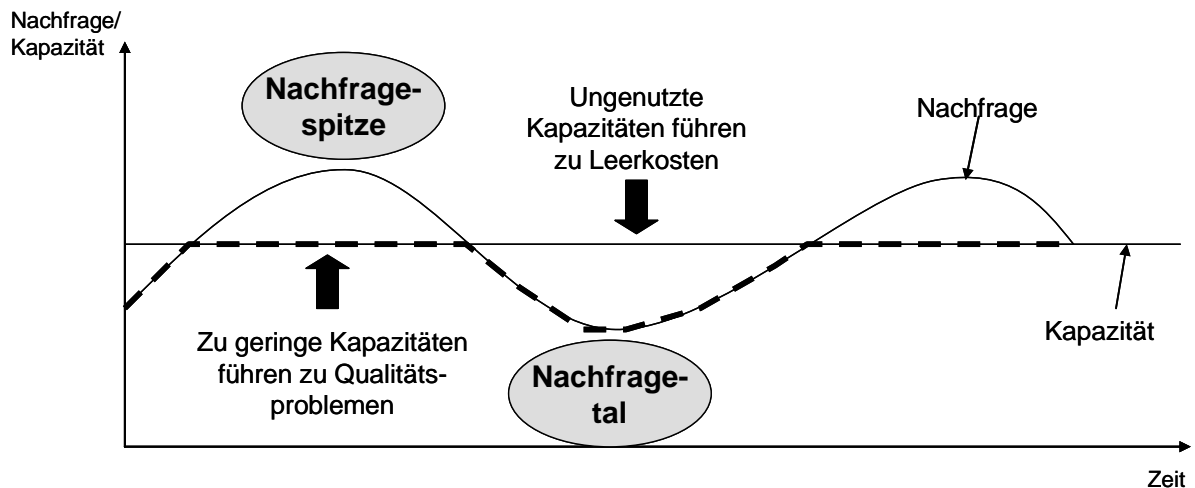 Nachfrage/
Kapazität
Nachfrage-
spitze
Ungenutzte
Kapazitäten führen
zu Leerkosten
Nachfrage
Zu geringe Kapazitäten
führen zu Qualitäts-
problemen
Nachfrage-
tal
Kapazität
Zeit